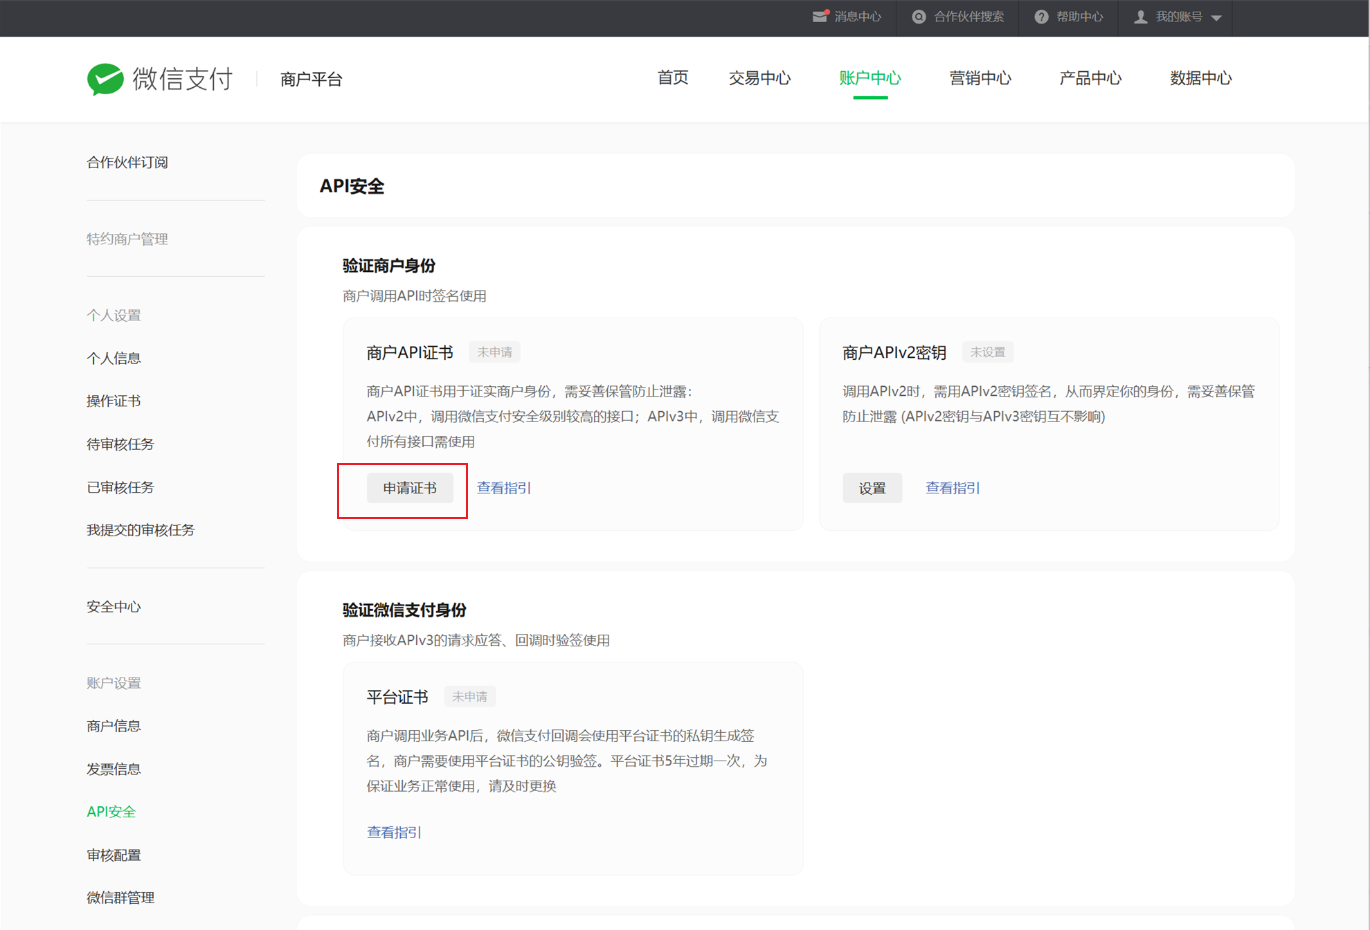 消息中心
合作伙伴搜索
帮助中心
我的账号
微信支付
商户平台
首页
交易中心
账户中心
营销中心
产品中心
数据中心
合作伙伴订阅
特约商户管理
个人设置
个人信息
操作证书
待审核任务
已审核任务
我提交的审核任务
安全中心
账户设置
商户信息
发票信息
API安全
审核配置
微信群管理
API安全
验证商户身份
商户调用API时签名使用
商户API证书 未申请
商户API证书用于证实商户身份，需妥善保管防止泄露：
APIv2中，调用微信支付安全级别较高的接口；APIv3中，调用微信支
付所有接口需使用
申请证书 查看指引
商户APIv2密钥 未设置
调用APIv2时，需用APIv2密钥签名，从而界定你的身份，需妥善保管
防止泄露 (APIv2密钥与APIv3密钥互不影响)
设置 查看指引
验证微信支付身份
商户接收APIv3的请求应答、回调时验签使用
平台证书 未申请
商户调用业务API后，微信支付回调会使用平台证书的私钥生成签
名，商户需要使用平台证书的公钥验签。平台证书5年过期一次，为
保证业务正常使用，请及时更换
查看指引